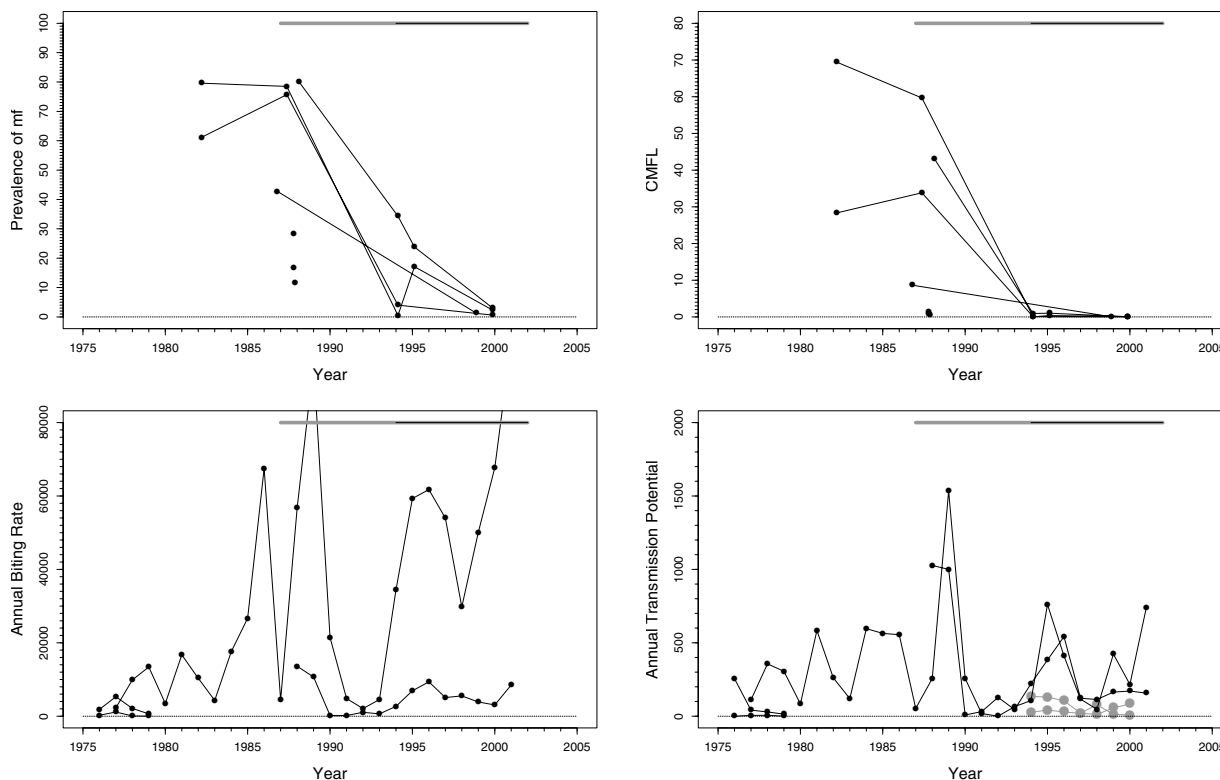 Prevalence of mf
0 10 20 30 40 50 60 70 80 90 100
1975 1980 1985 1990 1995 2000 2005
Year
CMFL
0 10 20 30 40 50 60 70 80
1975 1980 1985 1990 1995 2000 2005
Year
Annual Biting Rate
0 20000 40000 60000 80000
1975 1980 1985 1990 1995 2000 2005
Year
Annual Transmission Potential
0 500 1000 1500 2000
1975 1980 1985 1990 1995 2000 2005
Year